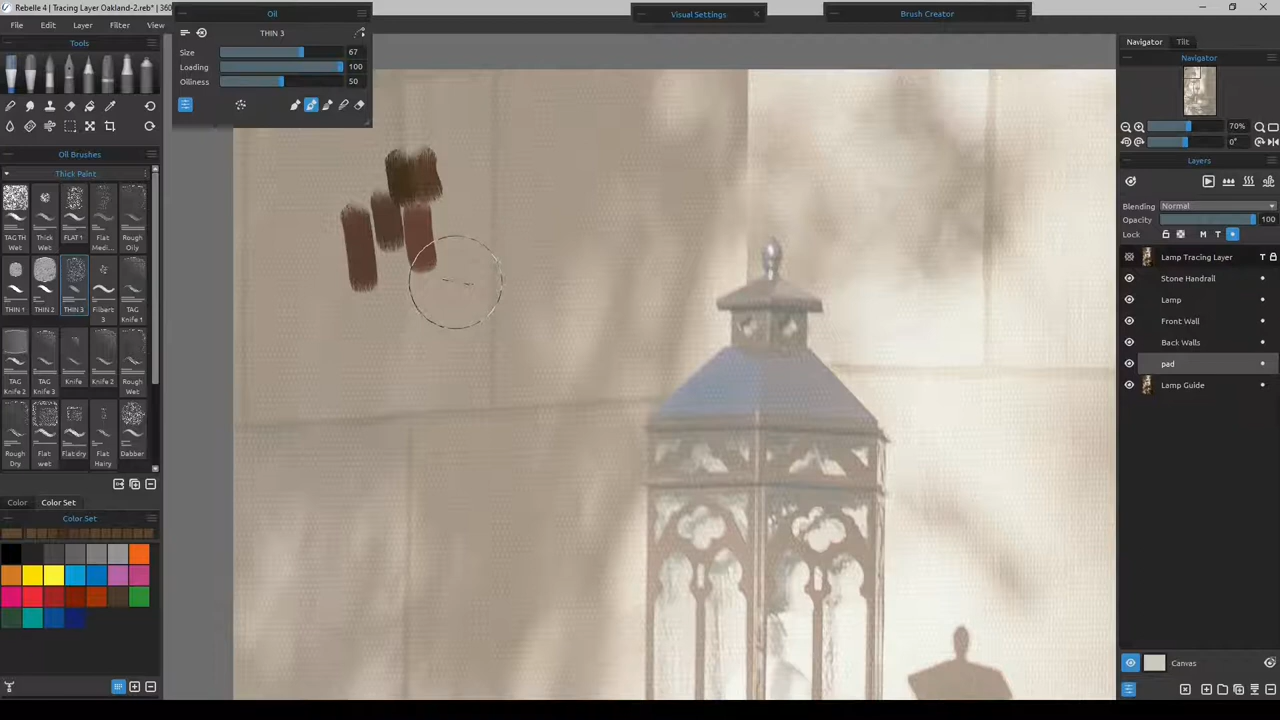 Rebelle 4 | Tracing Layer Oakland-2.reb* | 360
File Edit Layer Filter View
Tools
Oil
THIN 3
Size 67
Loading 100
Oiliness 50
Visual Settings
Brush Creator
Oil Brushes
Thick Paint
TAG TH Wet
Thick Wet
FLAT 1
Flat Medi...
Rough Oily
THIN 1
THIN 2
THIN 3
Filbert 3
TAG Knife 1
TAG Knife 2
TAG Knife 3
Knife
Knife 2
Rough Wet
Rough Dry
Flat wet
Flat dry
Flat Hairy
Dabber
Color Color Set
Color Set
Navigator Tilt
Navigator
70%
0°
Layers
Blending Normal
Opacity 100
Lock M T
Lamp Tracing Layer T
Stone Handrail
Lamp
Front Wall
Back Walls
pad
Lamp Guide
Canvas